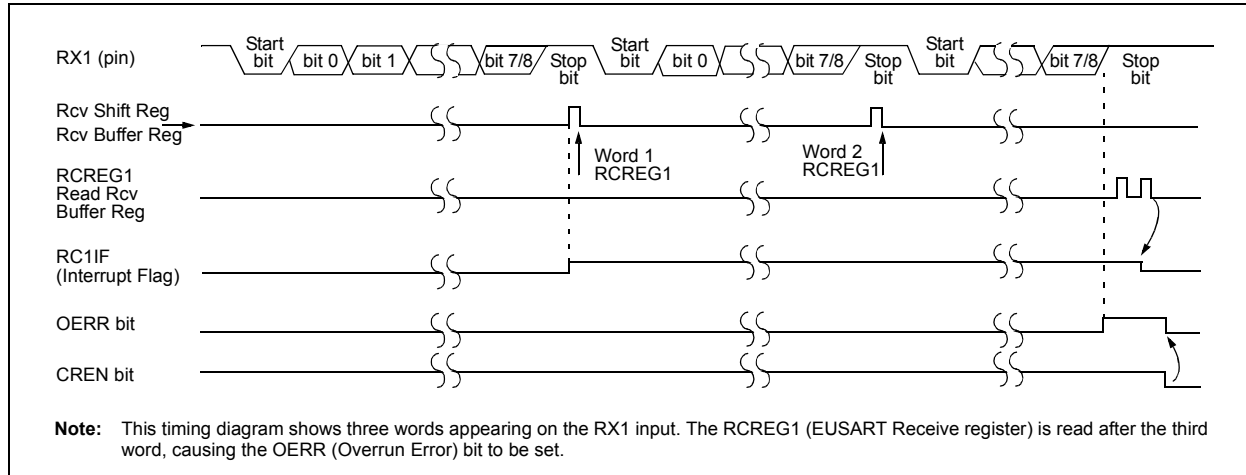 RX1 (pin)
Start bit
bit 0
bit 1
bit 7/8
Stop bit
Start bit
bit 0
bit 7/8
Stop bit
Start bit
bit 7/8
Stop bit
Rcv Shift Reg
Rcv Buffer Reg
Word 1
RCREG1
Word 2
RCREG1
RCREG1
Read Rcv
Buffer Reg
RC1IF
(Interrupt Flag)
OERR bit
CREN bit
Note: This timing diagram shows three words appearing on the RX1 input. The RCREG1 (EUSART Receive register) is read after the third
word, causing the OERR (Overrun Error) bit to be set.